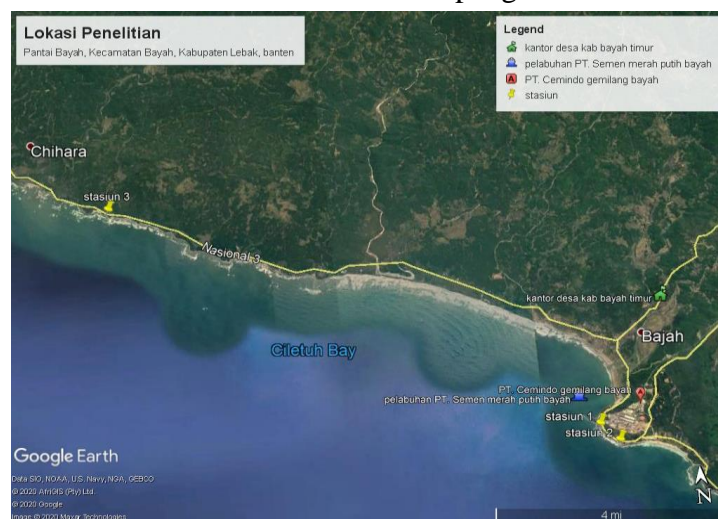 Lokasi Penelitian
Pantai Bayah, Kecamatan Bayah, Kabupaten Lebak, banten
Legend
kantor desa kab bayah timur
pelabuhan PT. Semen merah putih bayah
A PT. Cemindo gemilang bayah
stasiun
Chihara
stasiun 3
Nasional 3
kantor desa kab bayah timur
Bajah
Ciletuh Bay
PT. Cemindo gemilang bayah
pelabuhan PT. Semen merah putih bayah
stasiun 1
stasiun 2
Google Earth
Data SIO, NOAA, U.S. Navy, NGA, GEBCO
© 2020 AfriGIS (Pty) Ltd.
© 2020 Google
Image © 2020 Maxar Technologies
N
4 mi